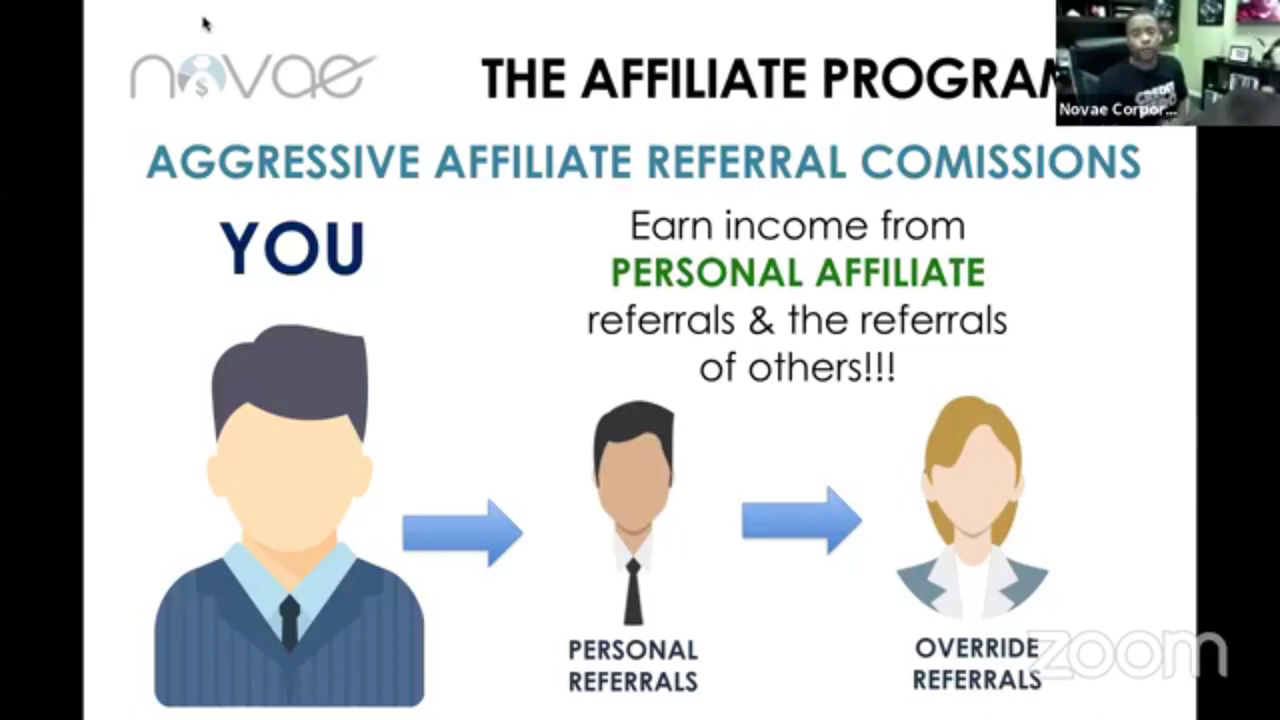 novae
THE AFFILIATE PROGRAM
Novae Corpor...
AGGRESSIVE AFFILIATE REFERRAL COMISSIONS
YOU
Earn income from
PERSONAL AFFILIATE
referrals & the referrals
of others!!!
PERSONAL
REFERRALS
OVERRIDE
REFERRALS
zoom